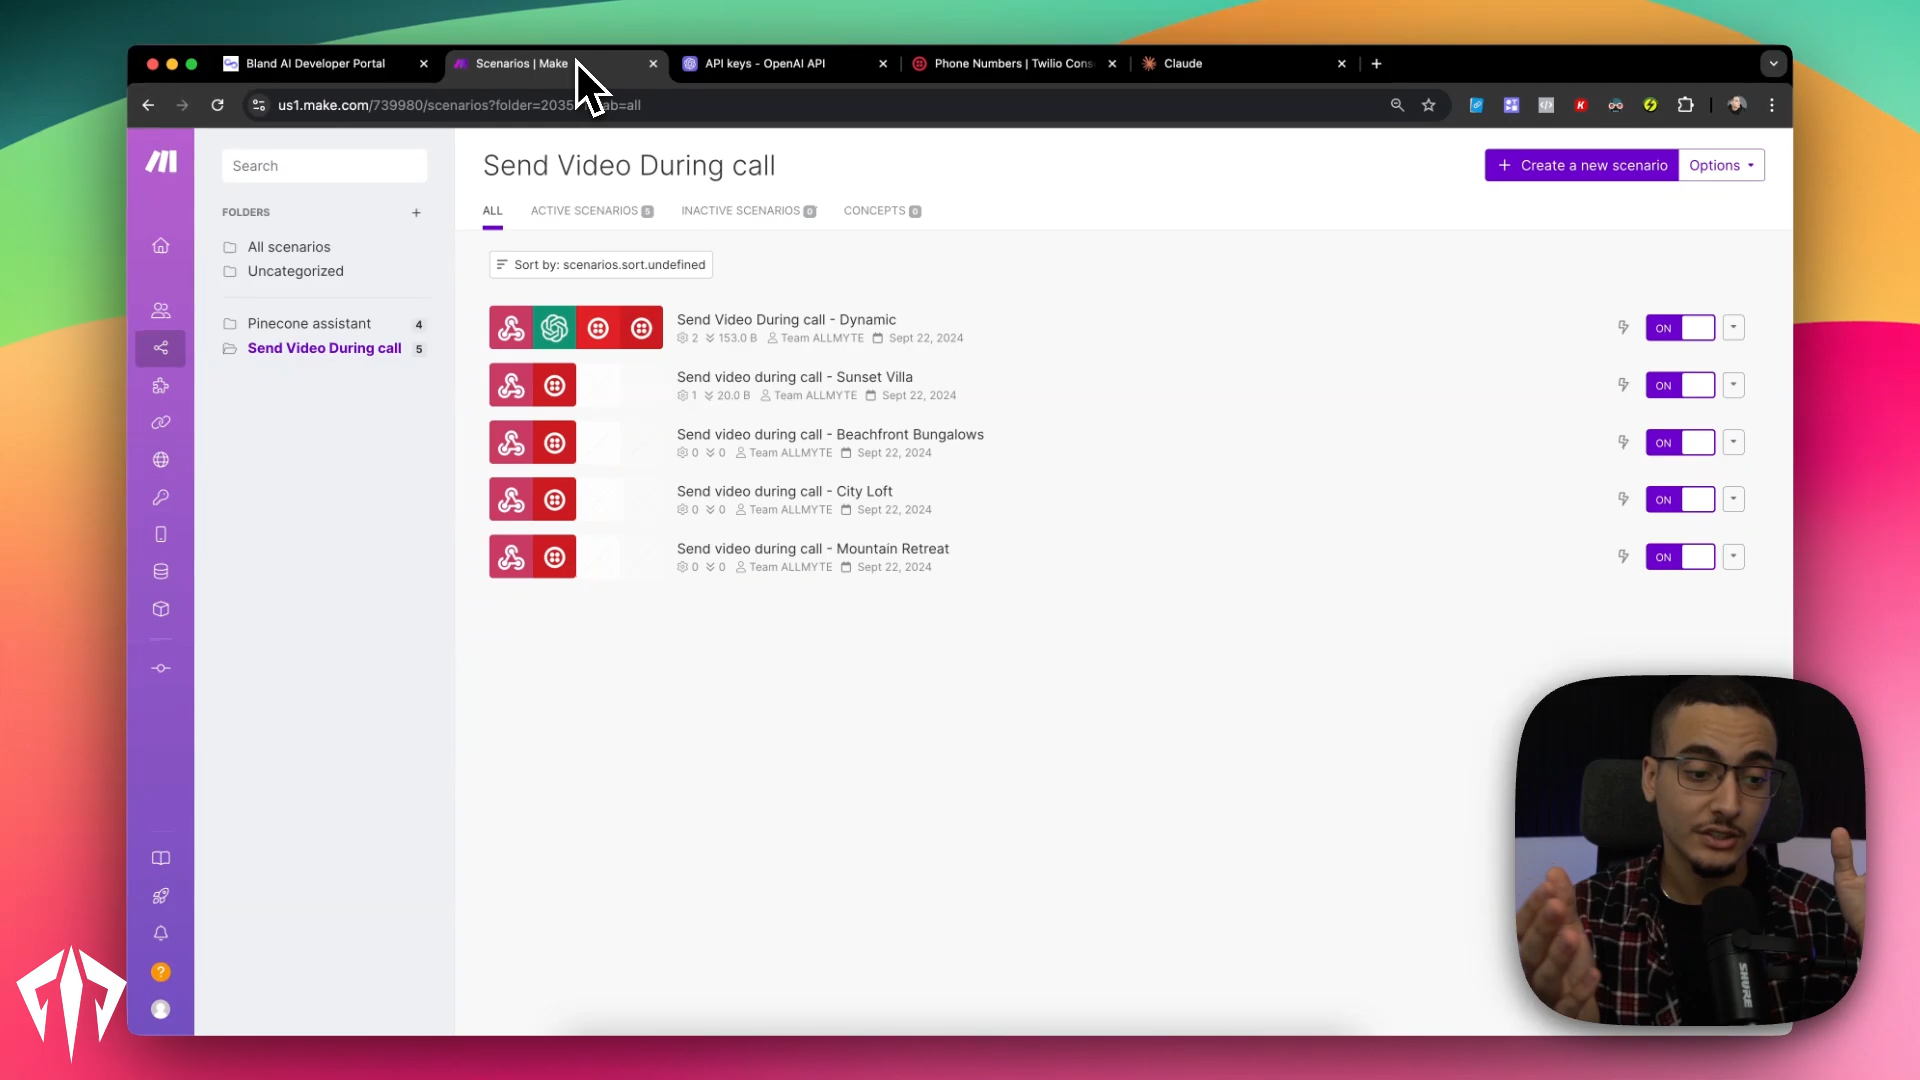 Bland AI Developer Portal
Scenarios | Make
API keys - OpenAI API
Phone Numbers | Twilio Cons
Claude
us1.make.com/739980/scenarios?folder=2035
ab=all
Search
Send Video During call
Create a new scenario
Options
FOLDERS
ALL
ACTIVE SCENARIOS 5
INACTIVE SCENARIOS 0
CONCEPTS 0
All scenarios
Uncategorized
Sort by: scenarios.sort.undefined
Pinecone assistant 4
Send Video During call 5
Send Video During call - Dynamic
2 153.0 B Team ALLMYTE Sept 22, 2024
ON
Send video during call - Sunset Villa
1 20.0 B Team ALLMYTE Sept 22, 2024
ON
Send video during call - Beachfront Bungalows
0 0 Team ALLMYTE Sept 22, 2024
ON
Send video during call - City Loft
0 0 Team ALLMYTE Sept 22, 2024
ON
Send video during call - Mountain Retreat
0 0 Team ALLMYTE Sept 22, 2024
ON
?
SHURE